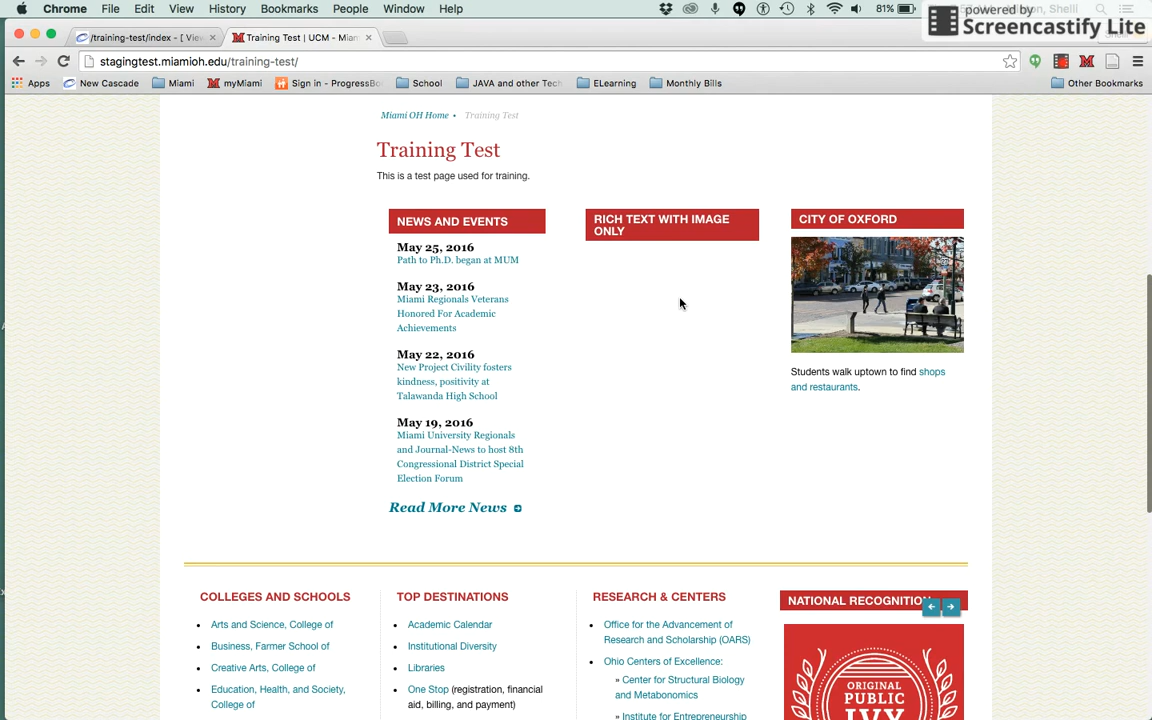 Chrome File Edit View History Bookmarks People Window Help
81%
Shelli
powered by
Screencastify Lite
/training-test/index - [ View
Training Test | UCM - Miam
stagingtest.miamioh.edu/training-test/
Apps New Cascade Miami myMiami Sign in - ProgressBo School JAVA and other Tech ELearning Monthly Bills Other Bookmarks
Miami OH Home • Training Test
Training Test
This is a test page used for training.
NEWS AND EVENTS
May 25, 2016
Path to Ph.D. began at MUM
May 23, 2016
Miami Regionals Veterans
Honored For Academic
Achievements
May 22, 2016
New Project Civility fosters
kindness, positivity at
Talawanda High School
May 19, 2016
Miami University Regionals
and Journal-News to host 8th
Congressional District Special
Election Forum
Read More News
RICH TEXT WITH IMAGE
ONLY
CITY OF OXFORD
Students walk uptown to find shops
and restaurants.
COLLEGES AND SCHOOLS
• Arts and Science, College of
• Business, Farmer School of
• Creative Arts, College of
• Education, Health, and Society,
College of
TOP DESTINATIONS
• Academic Calendar
• Institutional Diversity
• Libraries
• One Stop (registration, financial
aid, billing, and payment)
RESEARCH & CENTERS
• Office for the Advancement of
Research and Scholarship (OARS)
• Ohio Centers of Excellence:
» Center for Structural Biology
and Metabonomics
» Institute for Entrepreneurship
NATIONAL RECOGNITION
ORIGINAL
PUBLIC
IVY